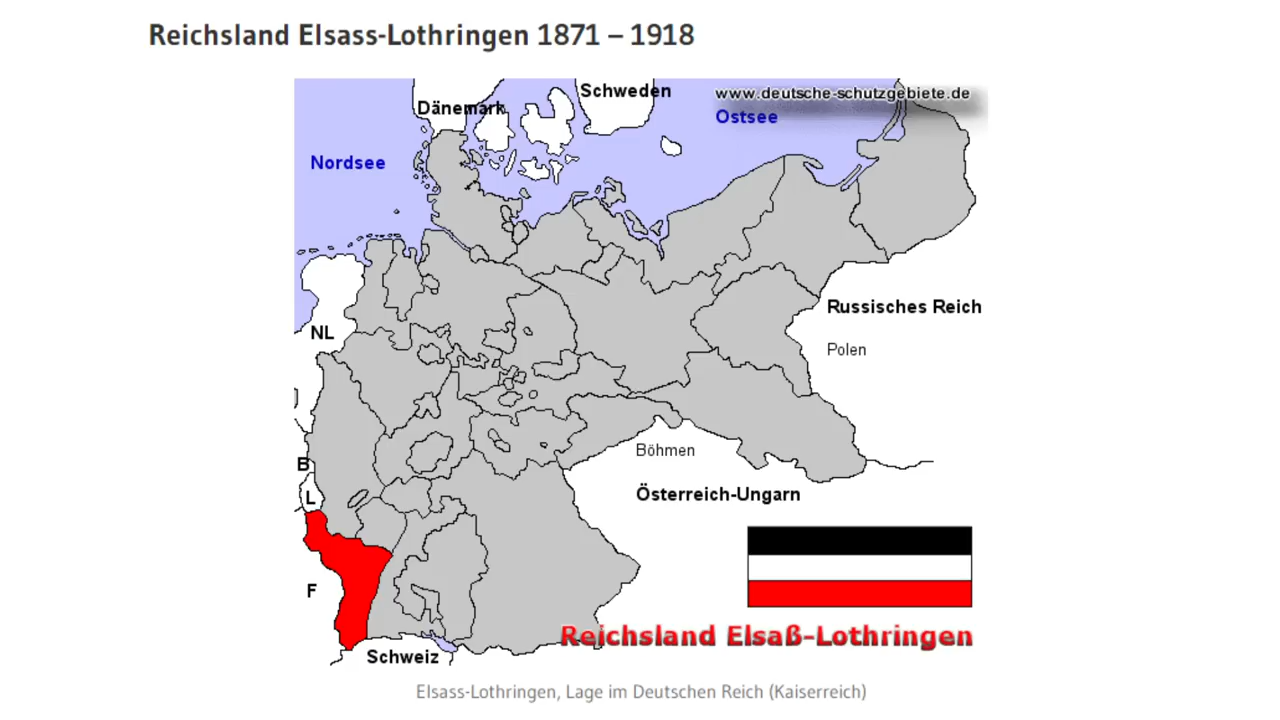 Reichsland Elsass-Lothringen 1871 – 1918
Schweden
www.deutsche-schutzgebiete.de
Dänemark
Ostsee
Nordsee
Russisches Reich
NL
Polen
Böhmen
B
Österreich-Ungarn
L
F
Reichsland Elsaß-Lothringen
Schweiz
Elsass-Lothringen, Lage im Deutschen Reich (Kaiserreich)